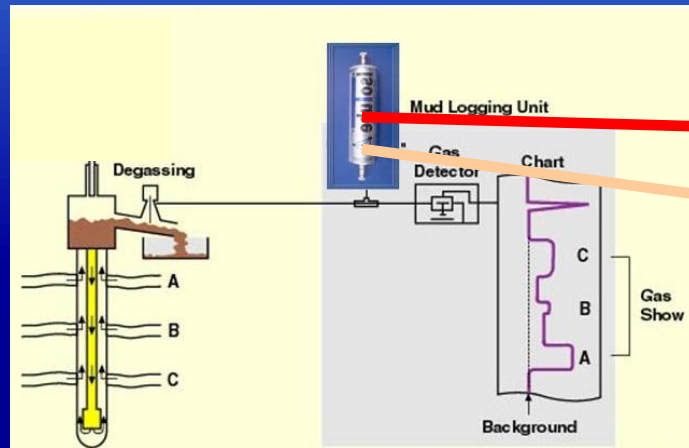 Mud Logging Unit
Degassing
Gas
Detector
Chart
A
B
C
C
B
A
Gas
Show
Background